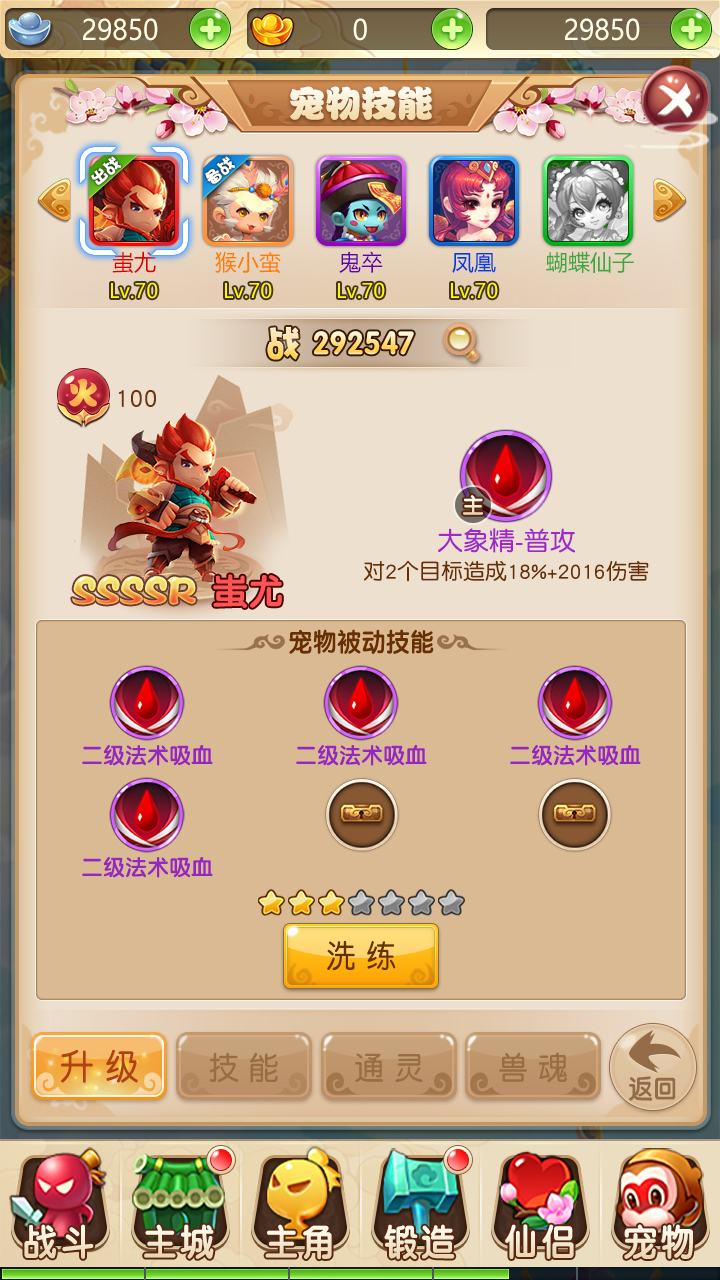 29850 0 29850
宠物技能
出战 备战
蚩尤 猴小蛮 鬼卒 凤凰 蝴蝶仙子
Lv.70 Lv.70 Lv.70 Lv.70
战 292547
火 100
主
大象精-普攻
对2个目标造成18%+2016伤害
SSSSR 蚩尤
宠物被动技能
二级法术吸血 二级法术吸血 二级法术吸血
二级法术吸血
洗练
升级 技能 通灵 兽魂 返回
战斗 主城 主角 锻造 仙侣 宠物